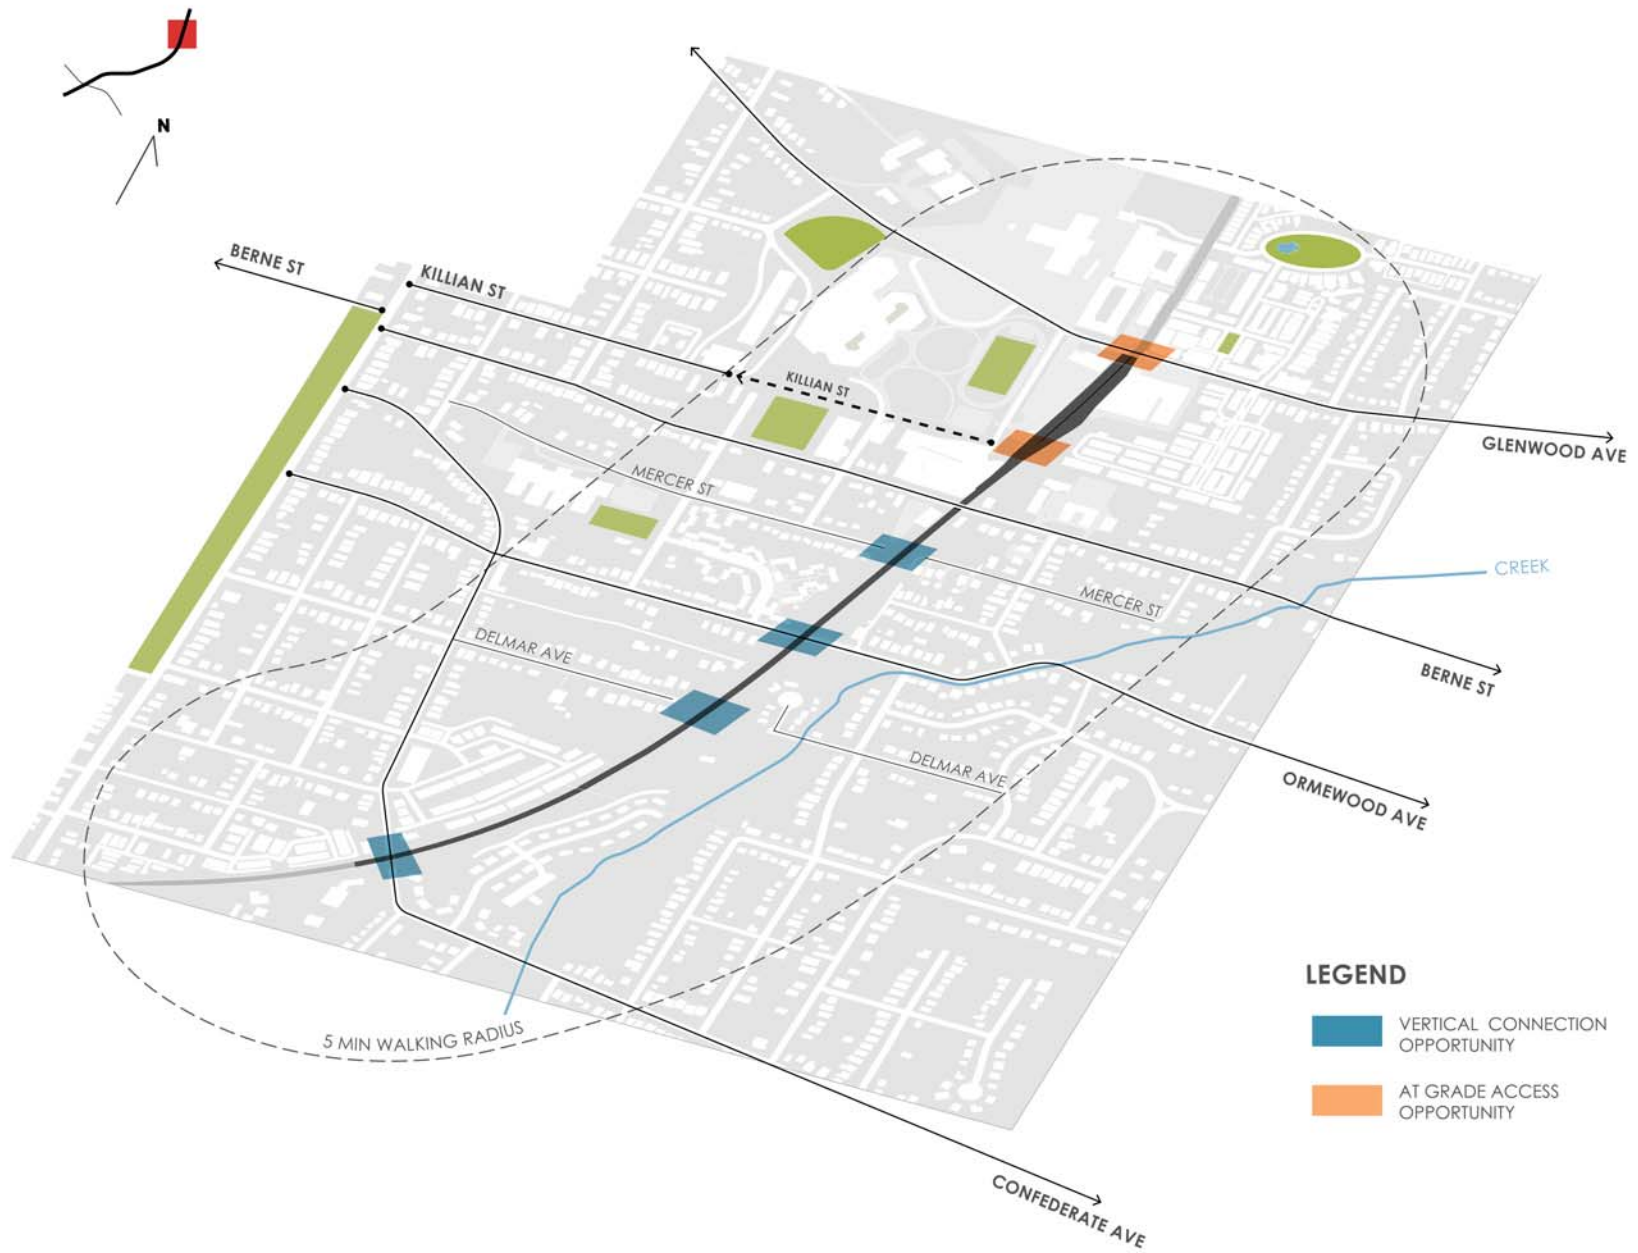 N
BERNE ST
KILLIAN ST
KILLIAN ST
GLENWOOD AVE
MERCER ST
CREEK
MERCER ST
DELMAR AVE
BERNE ST
DELMAR AVE
ORMEWOOD AVE
5 MIN WALKING RADIUS
LEGEND
VERTICAL CONNECTION
OPPORTUNITY
AT GRADE ACCESS
OPPORTUNITY
CONFEDERATE AVE